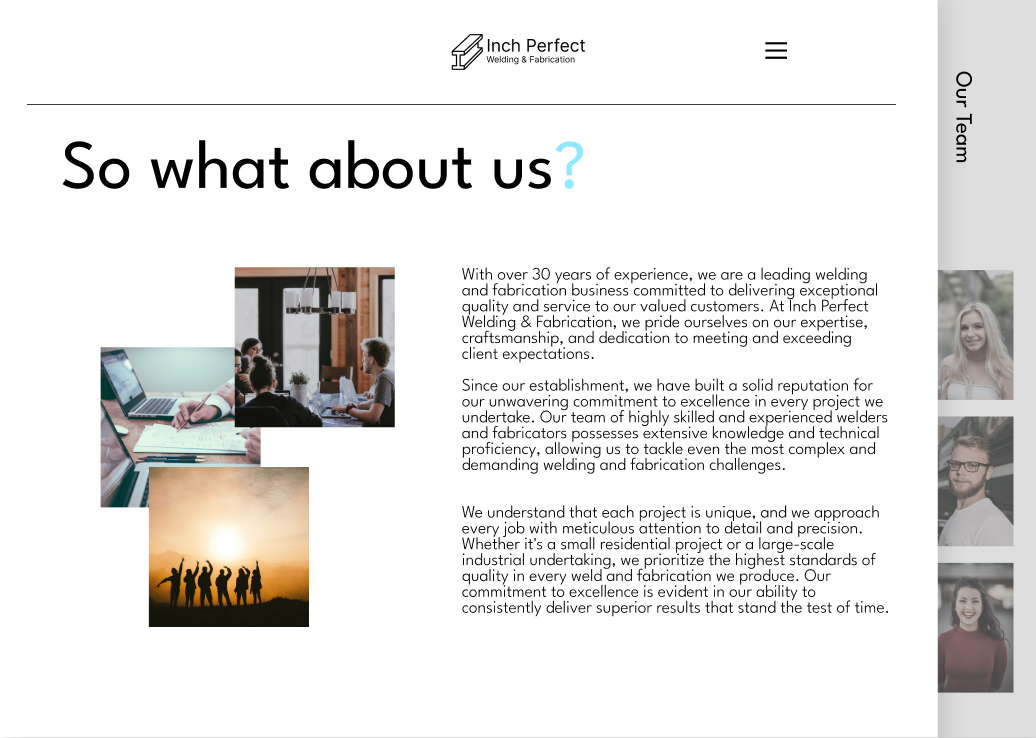 Inch Perfect
Welding & Fabrication
Our Team
So what about us?
With over 30 years of experience, we are a leading welding
and fabrication business committed to delivering exceptional
quality and service to our valued customers. At Inch Perfect
Welding & Fabrication, we pride ourselves on our expertise,
craftsmanship, and dedication to meeting and exceeding
client expectations.
Since our establishment, we have built a solid reputation for
our unwavering commitment to excellence in every project we
undertake. Our team of highly skilled and experienced welders
and fabricators possesses extensive knowledge and technical
proficiency, allowing us to tackle even the most complex and
demanding welding and fabrication challenges.
We understand that each project is unique, and we approach
every job with meticulous attention to detail and precision.
Whether it's a small residential project or a large-scale
industrial undertaking, we prioritize the highest standards of
quality in every weld and fabrication we produce. Our
commitment to excellence is evident in our ability to
consistently deliver superior results that stand the test of time.